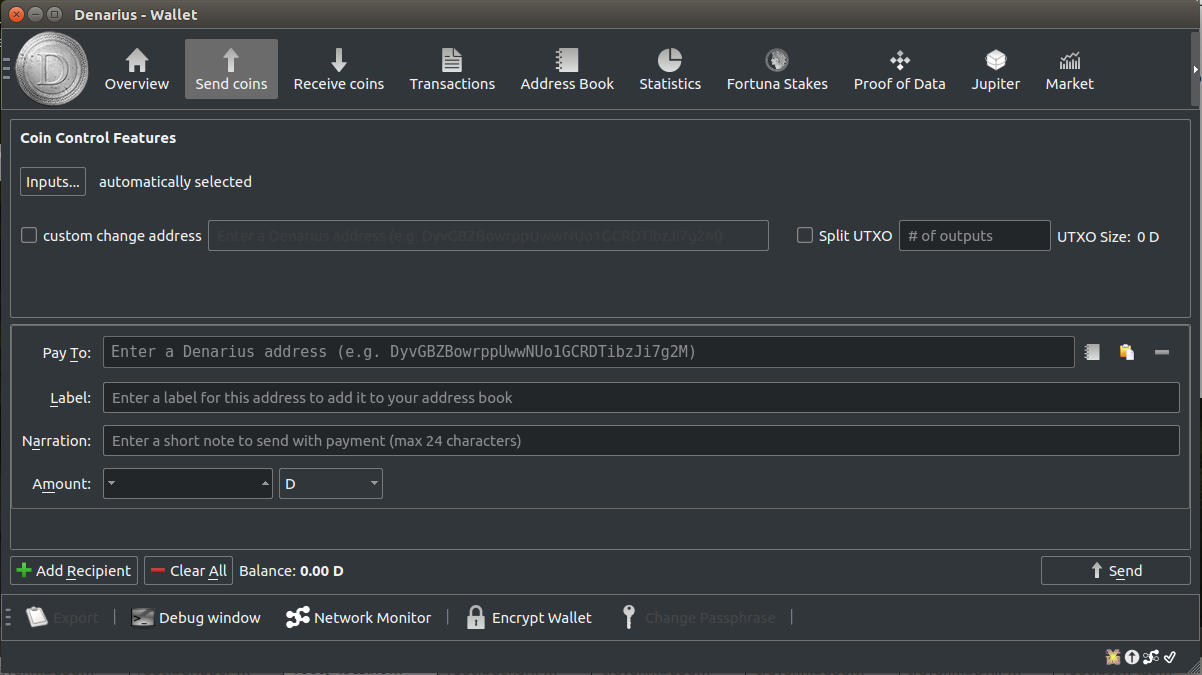 Denarius - Wallet
Overview
Send coins
Receive coins
Transactions
Address Book
Statistics
Fortuna Stakes
Proof of Data
Jupiter
Market
Coin Control Features
Inputs... automatically selected
custom change address Enter a Denarius address (e.g. DyvGBZBowrppUwwNUo1GCRDTibzJi7g2M) Split UTXO # of outputs UTXO Size: 0 D
Pay To: Enter a Denarius address (e.g. DyvGBZBowrppUwwNUo1GCRDTibzJi7g2M)
Label: Enter a label for this address to add it to your address book
Narration: Enter a short note to send with payment (max 24 characters)
Amount: D
Add Recipient Clear All Balance: 0.00 D Send
Export Debug window Network Monitor Encrypt Wallet Change Passphrase